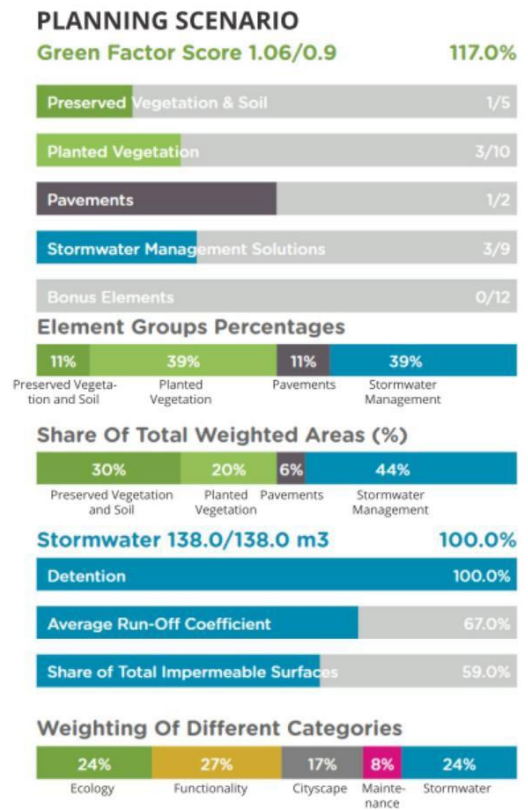 PLANNING SCENARIO
Green Factor Score 1.06/0.9 117.0%
Preserved Vegetation & Soil 1/5
Planted Vegetation 3/10
Pavements 1/2
Stormwater Management Solutions 3/9
Bonus Elements 0/12
Element Groups Percentages
11% 39% 11% 39%
Preserved Vegeta- Planted Pavements Stormwater
tion and Soil Vegetation Management
Share Of Total Weighted Areas (%)
30% 20% 6% 44%
Preserved Vegetation Planted Pavements Stormwater
and Soil Vegetation Management
Stormwater 138.0/138.0 m3 100.0%
Detention 100.0%
Average Run-Off Coefficient 67.0%
Share of Total Impermeable Surfaces 59.0%
Weighting Of Different Categories
24% 27% 17% 8% 24%
Ecology Functionality Cityscape Mainte- Stormwater
nance